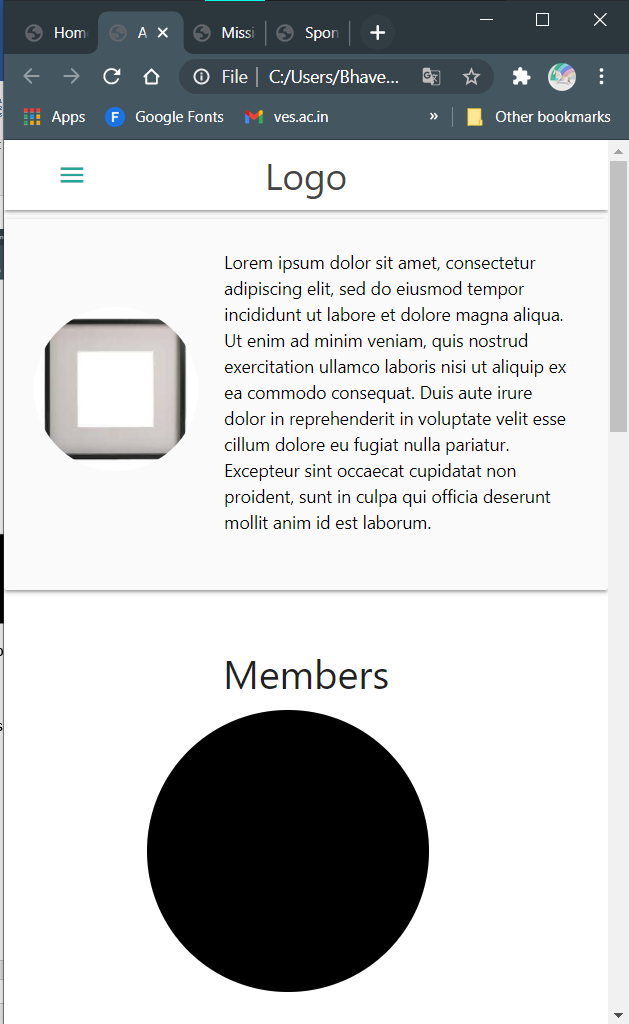 Hom
A
Missi
Spon
File
C:/Users/Bhave...
Apps
Google Fonts
ves.ac.in
»
Other bookmarks
Logo
Lorem ipsum dolor sit amet, consectetur
adipiscing elit, sed do eiusmod tempor
incididunt ut labore et dolore magna aliqua.
Ut enim ad minim veniam, quis nostrud
exercitation ullamco laboris nisi ut aliquip ex
ea commodo consequat. Duis aute irure
dolor in reprehenderit in voluptate velit esse
cillum dolore eu fugiat nulla pariatur.
Excepteur sint occaecat cupidatat non
proident, sunt in culpa qui officia deserunt
mollit anim id est laborum.
Members